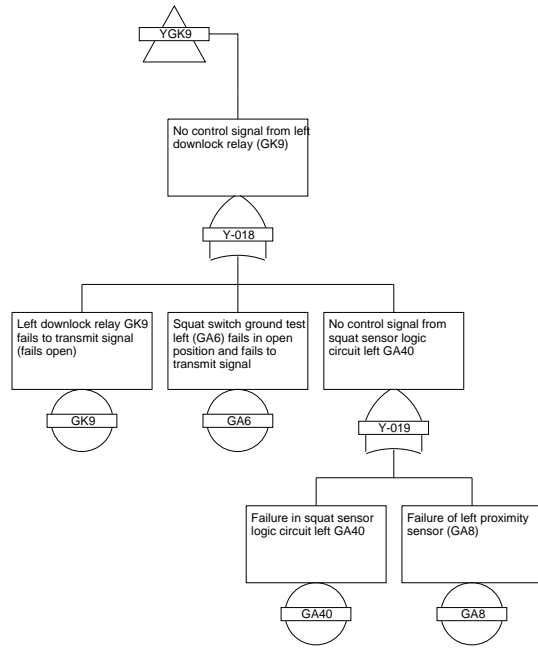 YGK9
No control signal from left
downlock relay (GK9)
Y-018
Left downlock relay GK9
fails to transmit signal
(fails open)
Squat switch ground test
left (GA6) fails in open
position and fails to
transmit signal
No control signal from
squat sensor logic
circuit left GA40
GK9
GA6
Y-019
Failure in squat sensor
logic circuit left GA40
Failure of left proximity
sensor (GA8)
GA40
GA8